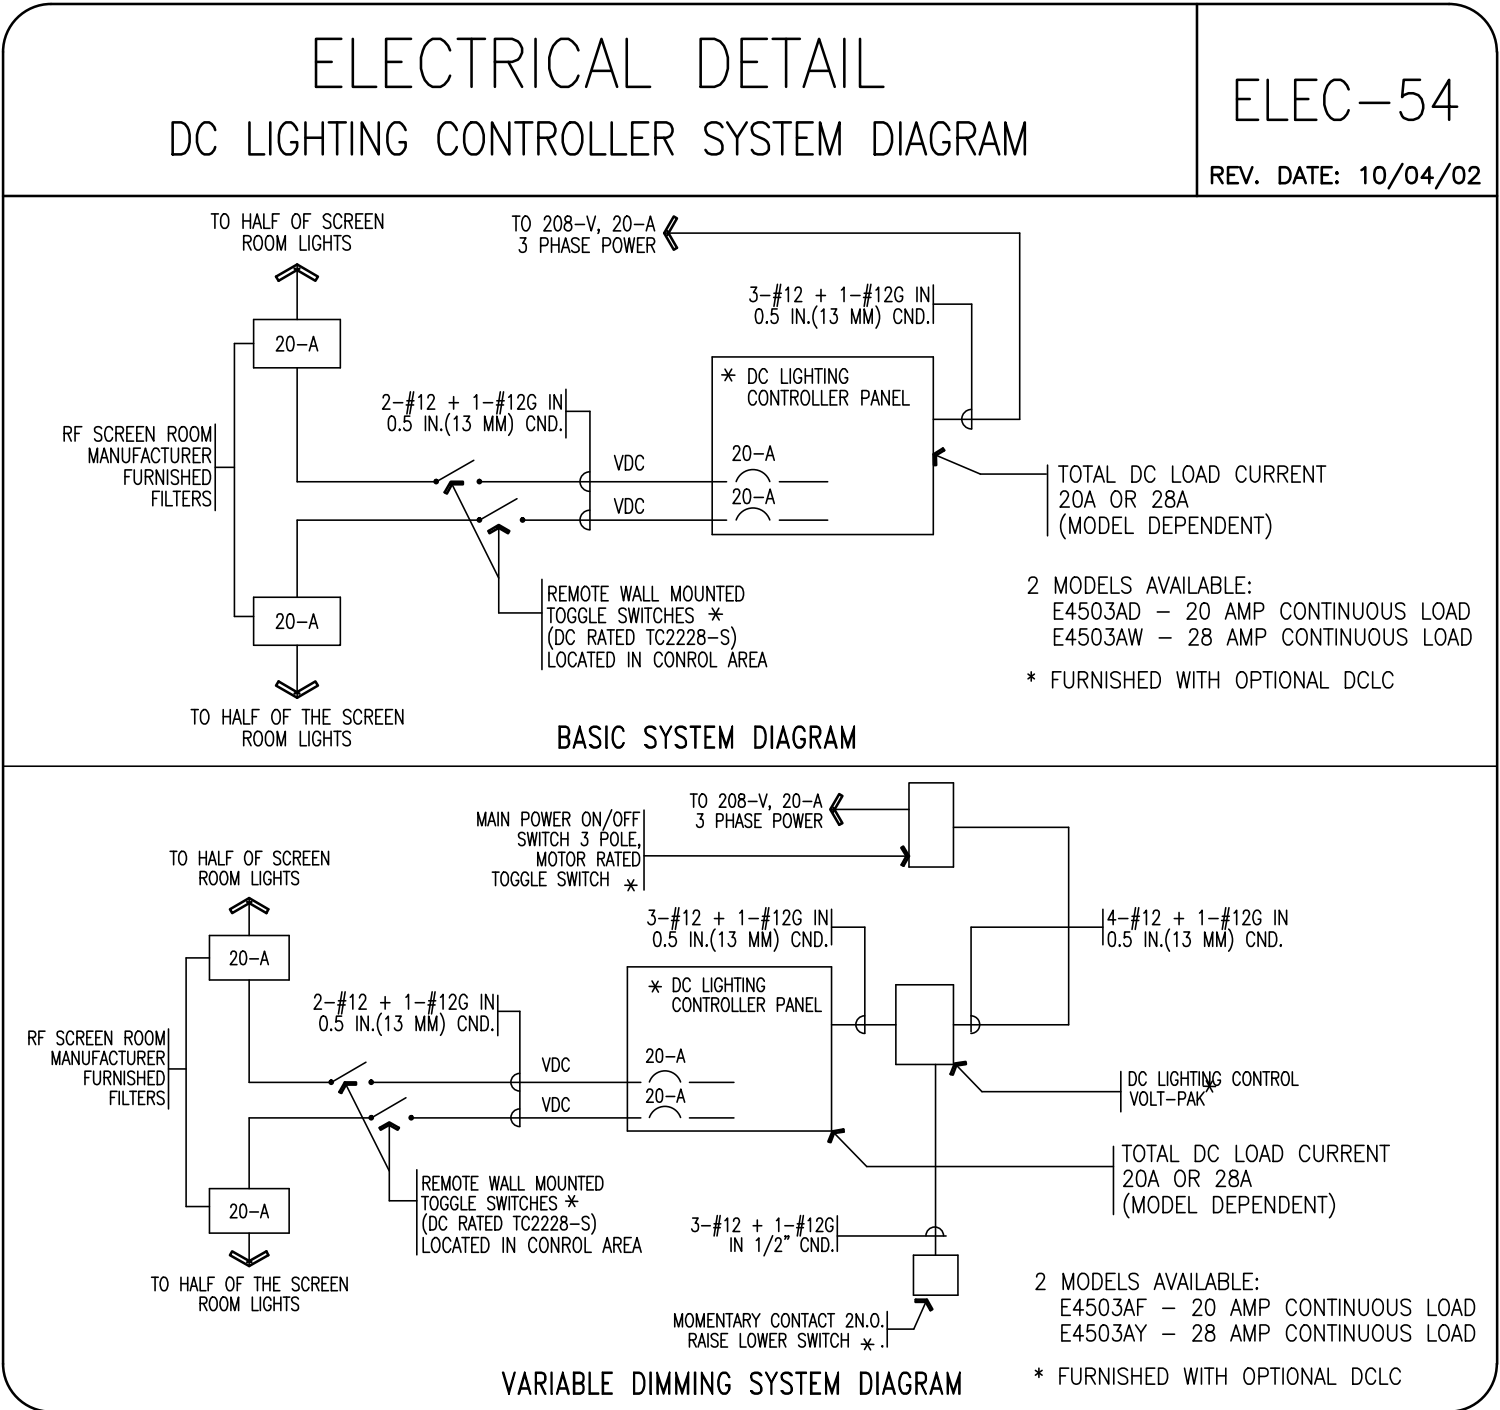 ELECTRICAL DETAIL
DC LIGHTING CONTROLLER SYSTEM DIAGRAM
ELEC-54
REV. DATE: 10/04/02
TO HALF OF SCREEN
ROOM LIGHTS
TO 208-V, 20-A
3 PHASE POWER
3-#12 + 1-#12G IN
0.5 IN.(13 MM) CND.
20-A
* DC LIGHTING
CONTROLLER PANEL
2-#12 + 1-#12G IN
0.5 IN.(13 MM) CND.
RF SCREEN ROOM
MANUFACTURER
FURNISHED
FILTERS
VDC
20-A
VDC
20-A
TOTAL DC LOAD CURRENT
20A OR 28A
(MODEL DEPENDENT)
REMOTE WALL MOUNTED
TOGGLE SWITCHES *
(DC RATED TC2228-S)
LOCATED IN CONROL AREA
20-A
2 MODELS AVAILABLE:
E4503AD - 20 AMP CONTINUOUS LOAD
E4503AW - 28 AMP CONTINUOUS LOAD
* FURNISHED WITH OPTIONAL DCLC
TO HALF OF THE SCREEN
ROOM LIGHTS
BASIC SYSTEM DIAGRAM
TO 208-V, 20-A
3 PHASE POWER
MAIN POWER ON/OFF
SWITCH 3 POLE,
MOTOR RATED
TOGGLE SWITCH *
TO HALF OF SCREEN
ROOM LIGHTS
3-#12 + 1-#12G IN
0.5 IN.(13 MM) CND.
4-#12 + 1-#12G IN
0.5 IN.(13 MM) CND.
20-A
* DC LIGHTING
CONTROLLER PANEL
2-#12 + 1-#12G IN
0.5 IN.(13 MM) CND.
RF SCREEN ROOM
MANUFACTURER
FURNISHED
FILTERS
VDC
20-A
VDC
20-A
DC LIGHTING CONTROL
VOLT-PAK*
TOTAL DC LOAD CURRENT
20A OR 28A
(MODEL DEPENDENT)
REMOTE WALL MOUNTED
TOGGLE SWITCHES *
(DC RATED TC2228-S)
LOCATED IN CONROL AREA
20-A
3-#12 + 1-#12G
IN 1/2" CND.
TO HALF OF THE SCREEN
ROOM LIGHTS
MOMENTARY CONTACT 2N.O.
RAISE LOWER SWITCH * .
2 MODELS AVAILABLE:
E4503AF - 20 AMP CONTINUOUS LOAD
E4503AY - 28 AMP CONTINUOUS LOAD
* FURNISHED WITH OPTIONAL DCLC
VARIABLE DIMMING SYSTEM DIAGRAM